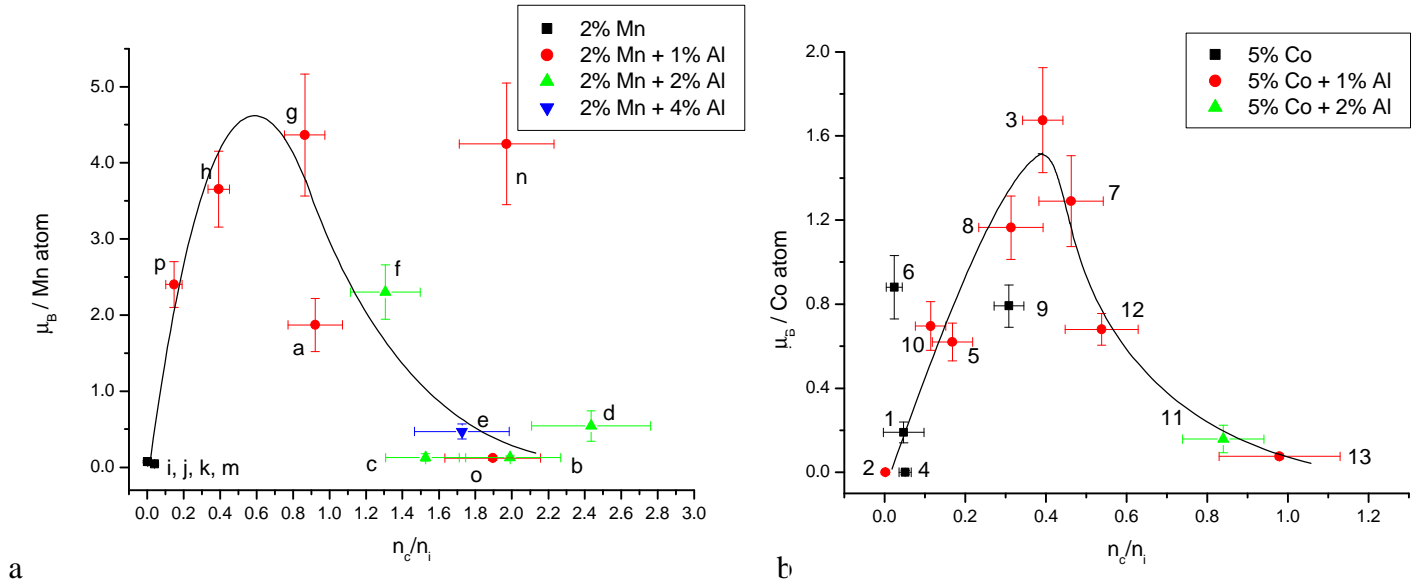 2% Mn
2% Mn + 1% Al
2% Mn + 2% Al
2% Mn + 4% Al
5.0
4.0
3.0
2.0
1.0
0.0
μB / Mn atom
g
h
n
p
f
a
e
d
c
o
b
i, j, k, m
0.0 0.2 0.4 0.6 0.8 1.0 1.2 1.4 1.6 1.8 2.0 2.2 2.4 2.6 2.8 3.0
nc/ni
a
5% Co
5% Co + 1% Al
5% Co + 2% Al
2.0
1.6
1.2
0.8
0.4
0.0
μB / Co atom
3
7
8
6
9
12
10
5
1
11
2
4
13
0.0 0.2 0.4 0.6 0.8 1.0 1.2
nc/ni
b